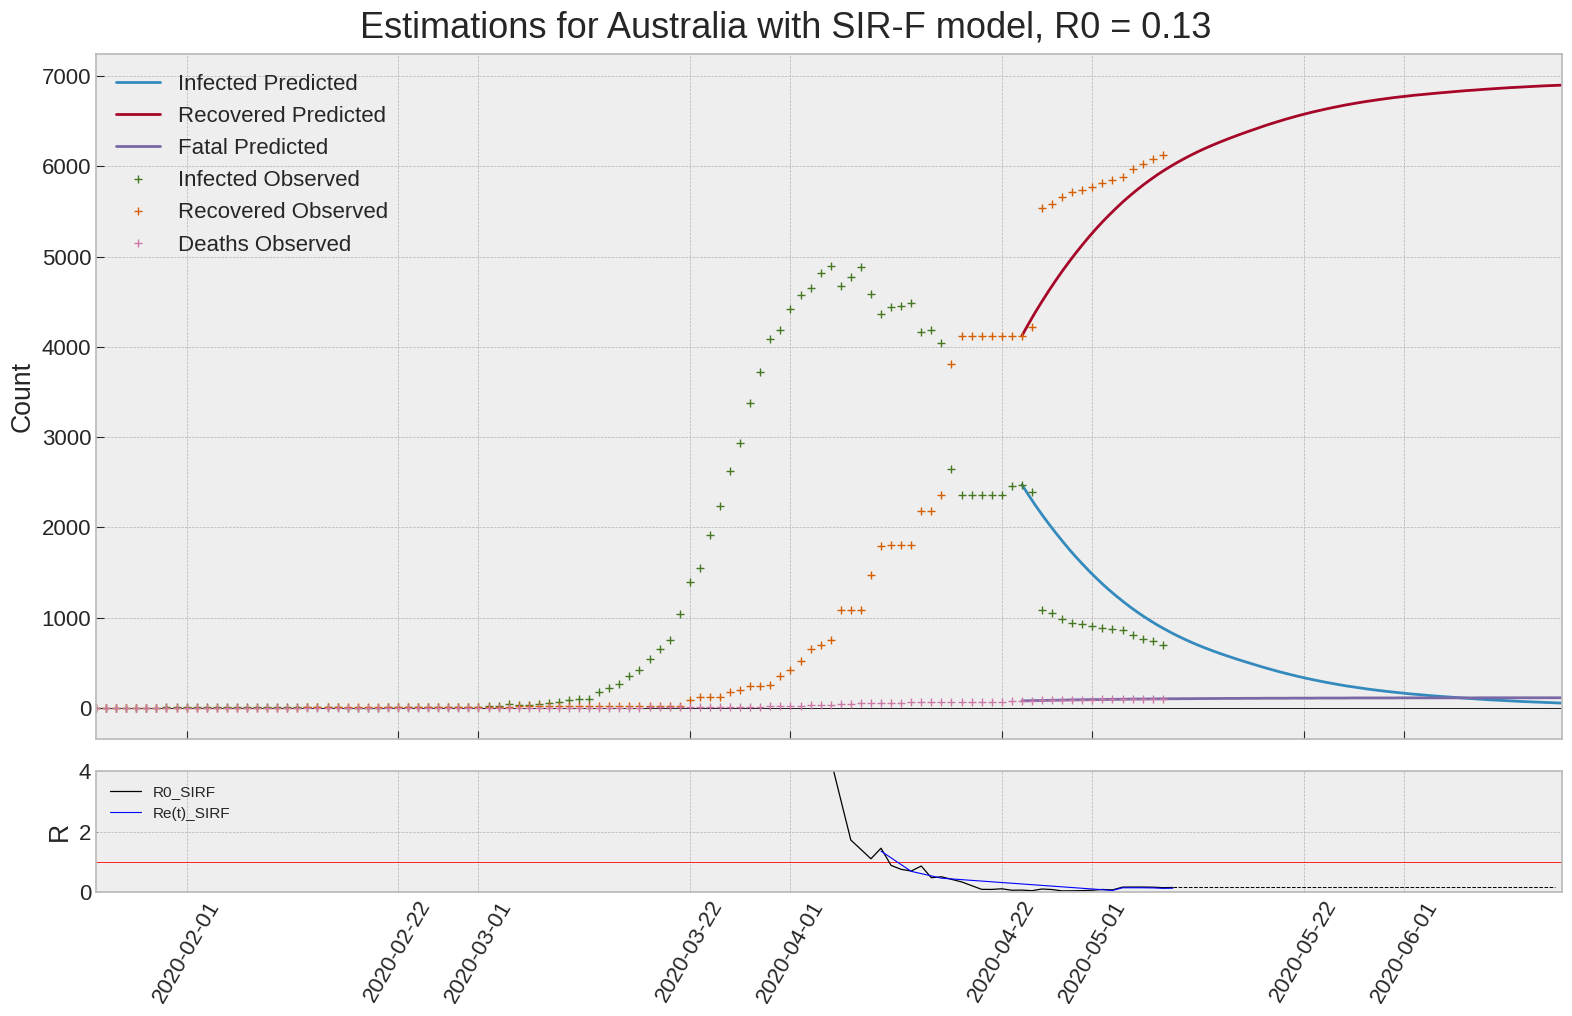 Estimations for Australia with SIR-F model, R0 = 0.13
Count
7000
6000
5000
4000
3000
2000
1000
0
Infected Predicted
Recovered Predicted
Fatal Predicted
Infected Observed
Recovered Observed
Deaths Observed
R
4
2
0
R0_SIRF
Re(t)_SIRF
2020-02-01
2020-02-22
2020-03-01
2020-03-22
2020-04-01
2020-04-22
2020-05-01
2020-05-22
2020-06-01